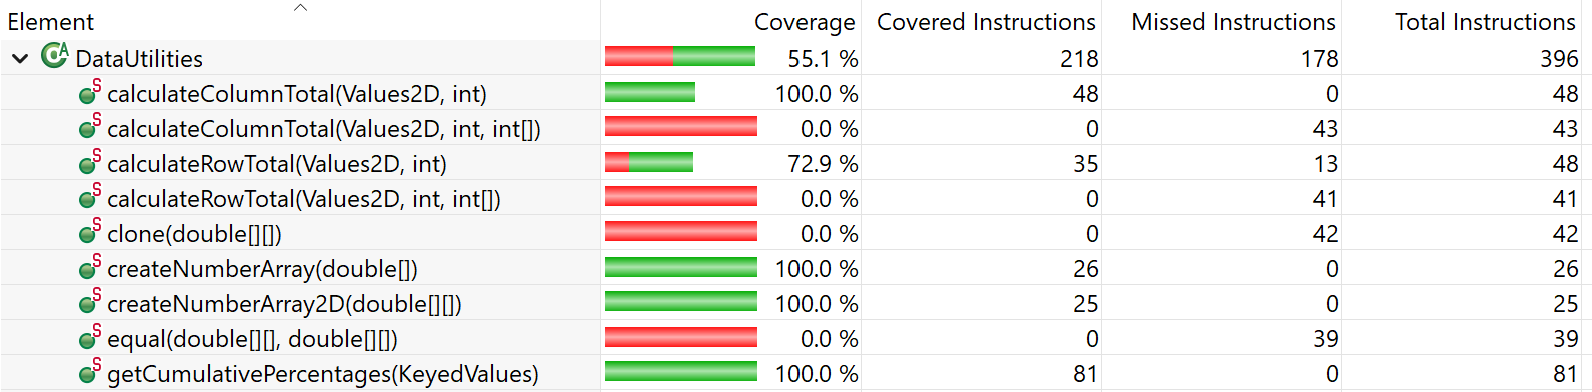 Element Coverage Covered Instructions Missed Instructions Total Instructions
DataUtilities 55.1 % 218 178 396
calculateColumnTotal(Values2D, int) 100.0 % 48 0 48
calculateColumnTotal(Values2D, int, int[]) 0.0 % 0 43 43
calculateRowTotal(Values2D, int) 72.9 % 35 13 48
calculateRowTotal(Values2D, int, int[]) 0.0 % 0 41 41
clone(double[][]) 0.0 % 0 42 42
createNumberArray(double[]) 100.0 % 26 0 26
createNumberArray2D(double[][]) 100.0 % 25 0 25
equal(double[][], double[][]) 0.0 % 0 39 39
getCumulativePercentages(KeyedValues) 100.0 % 81 0 81